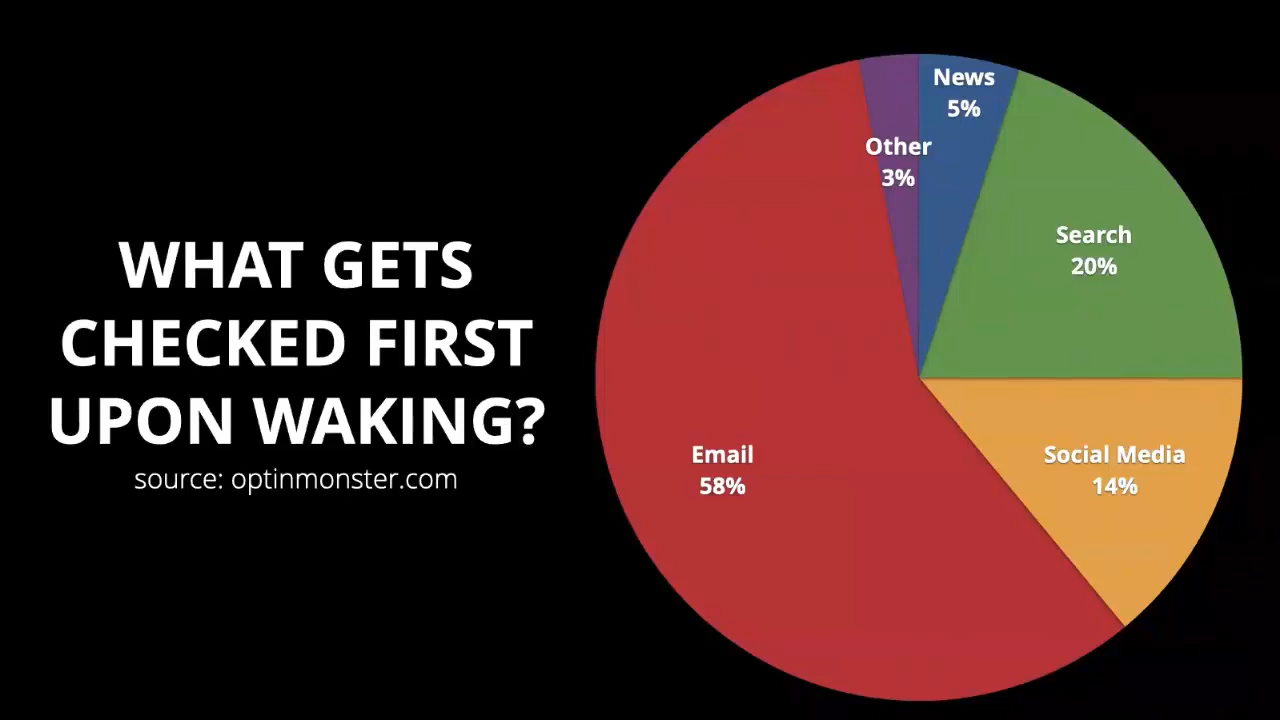 WHAT GETS
CHECKED FIRST
UPON WAKING?
source: optinmonster.com
News
5%
Other
3%
Search
20%
Email
58%
Social Media
14%